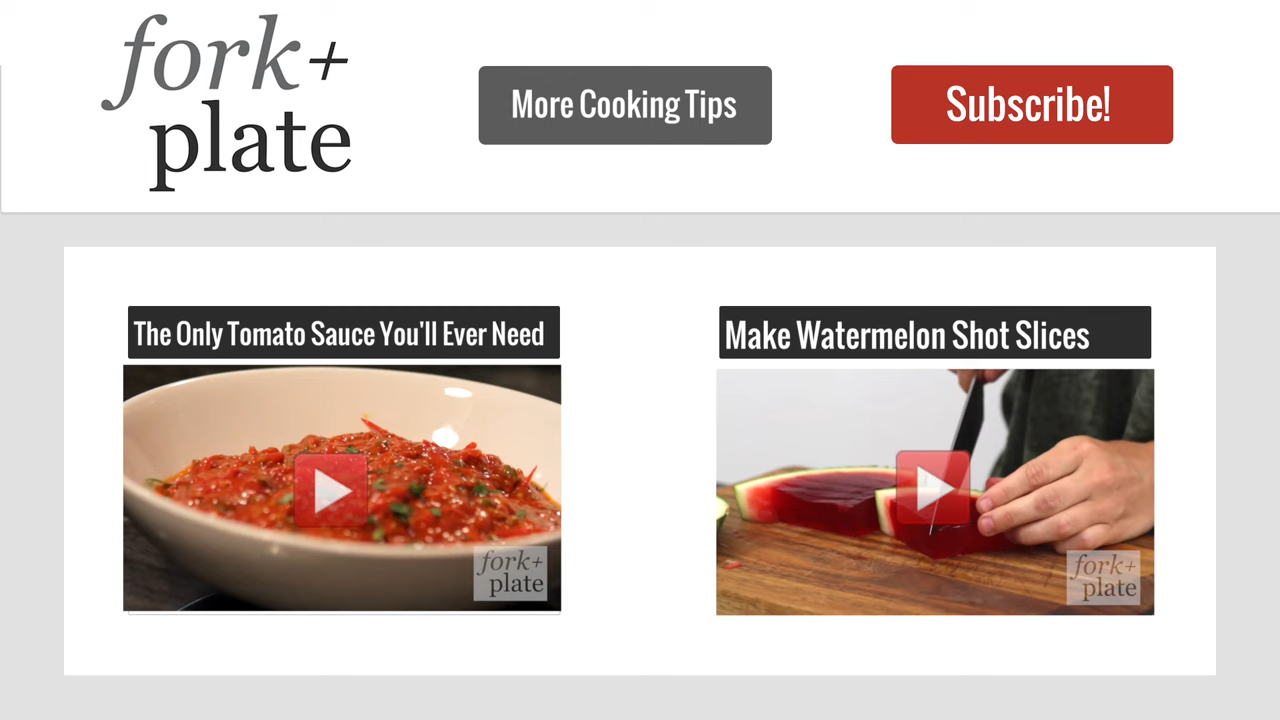 fork+
plate
More Cooking Tips
Subscribe!
The Only Tomato Sauce You'll Ever Need
Make Watermelon Shot Slices
fork+
plate
fork+
plate